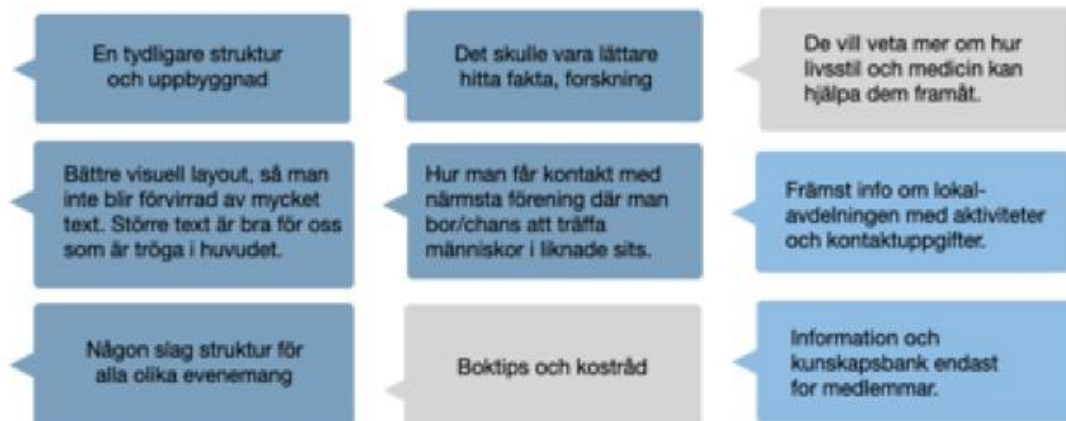 En tydligare struktur
och uppbyggnad
Det skulle vara lättare
hitta fakta, forskning
De vill veta mer om hur
livsstil och medicin kan
hjälpa dem framåt.
Bättre visuell layout, så man
inte blir förvirrad av mycket
text. Större text är bra för oss
som är tröga i huvudet.
Hur man får kontakt med
närmsta förening där man
bor/chans att träffa
människor i liknade sits.
Främst info om lokal-
avdelningen med aktiviteter
och kontaktuppgifter.
Någon slag struktur för
alla olika evenemang
Boktips och kostråd
Information och
kunskapsbank endast
for medlemmar.